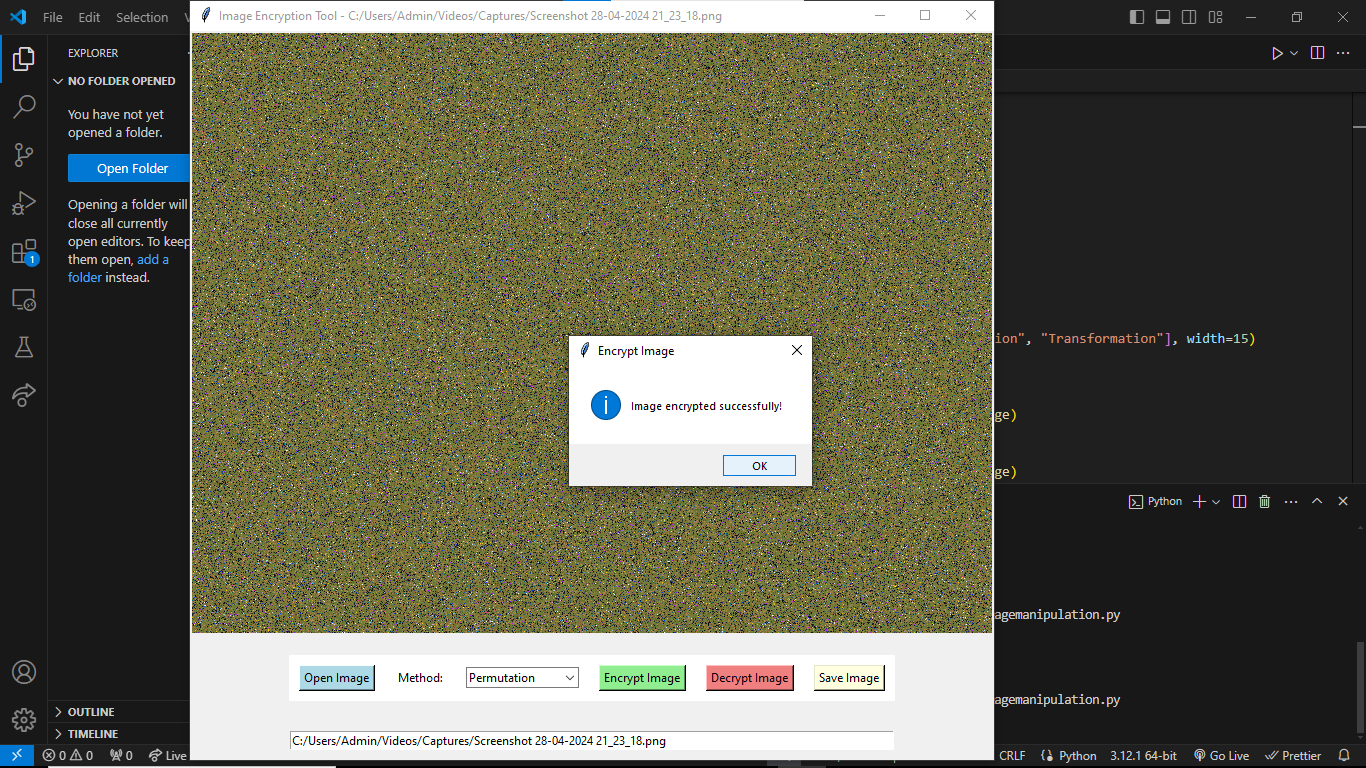 File Edit Selection
Image Encryption Tool - C:/Users/Admin/Videos/Captures/Screenshot 28-04-2024 21_23_18.png
EXPLORER
NO FOLDER OPENED
You have not yet
opened a folder.
Open Folder
Opening a folder will
close all currently
open editors. To keep
them open, add a
folder instead.
1
ion", "Transformation"], width=15)
ge)
ge)
Encrypt Image
Image encrypted successfully!
OK
Python
agemanipulation.py
agemanipulation.py
Open Image
Method:
Permutation
Encrypt Image
Decrypt Image
Save Image
C:/Users/Admin/Videos/Captures/Screenshot 28-04-2024 21_23_18.png
OUTLINE
TIMELINE
0 0 0 Live
CRLF Python 3.12.1 64-bit Go Live Prettier